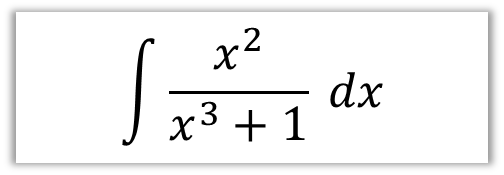 ∫ x²/(x³ + 1) dx